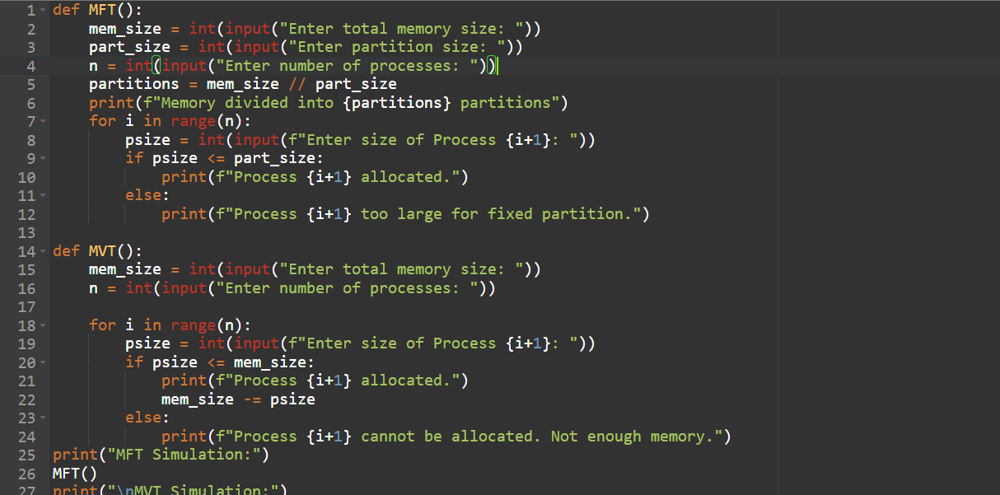 1 def MFT():
2     mem_size = int(input("Enter total memory size: "))
3     part_size = int(input("Enter partition size: "))
4     n = int(input("Enter number of processes: "))
5     partitions = mem_size // part_size
6     print(f"Memory divided into {partitions} partitions")
7     for i in range(n):
8         psize = int(input(f"Enter size of Process {i+1}: "))
9         if psize <= part_size:
10             print(f"Process {i+1} allocated.")
11         else:
12             print(f"Process {i+1} too large for fixed partition.")
13
14 def MVT():
15     mem_size = int(input("Enter total memory size: "))
16     n = int(input("Enter number of processes: "))
17
18     for i in range(n):
19         psize = int(input(f"Enter size of Process {i+1}: "))
20         if psize <= mem_size:
21             print(f"Process {i+1} allocated.")
22             mem_size -= psize
23         else:
24             print(f"Process {i+1} cannot be allocated. Not enough memory.")
25 print("MFT Simulation:")
26 MFT()
27 print("\nMVT Simulation:")